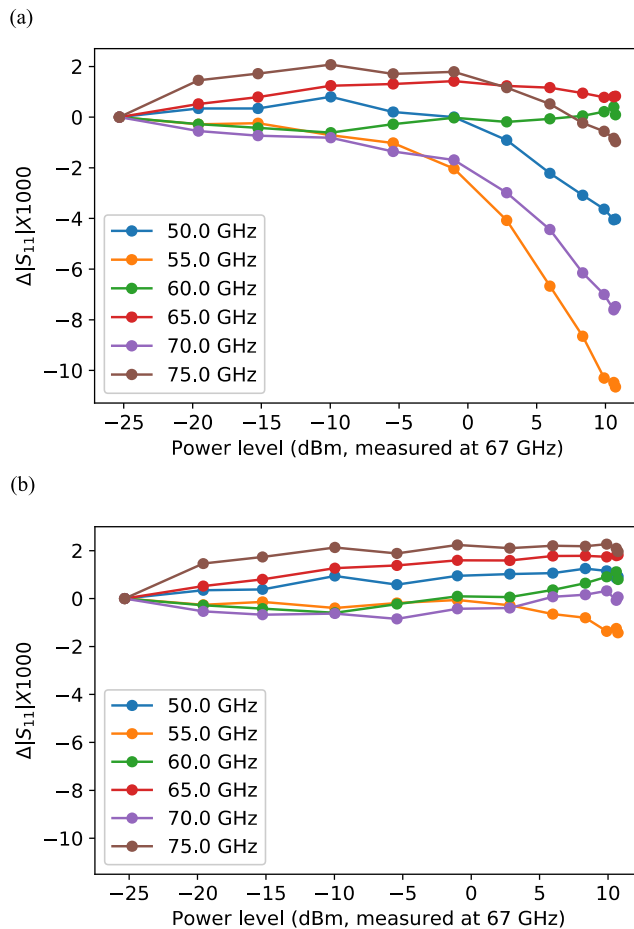 (a)
2
0
−2
−4
−6
−8
−10
Δ|S₁₁|X1000
50.0 GHz
55.0 GHz
60.0 GHz
65.0 GHz
70.0 GHz
75.0 GHz
−25 −20 −15 −10 −5 0 5 10
Power level (dBm, measured at 67 GHz)
(b)
2
0
−2
−4
−6
−8
−10
Δ|S₁₁|X1000
50.0 GHz
55.0 GHz
60.0 GHz
65.0 GHz
70.0 GHz
75.0 GHz
−25 −20 −15 −10 −5 0 5 10
Power level (dBm, measured at 67 GHz)